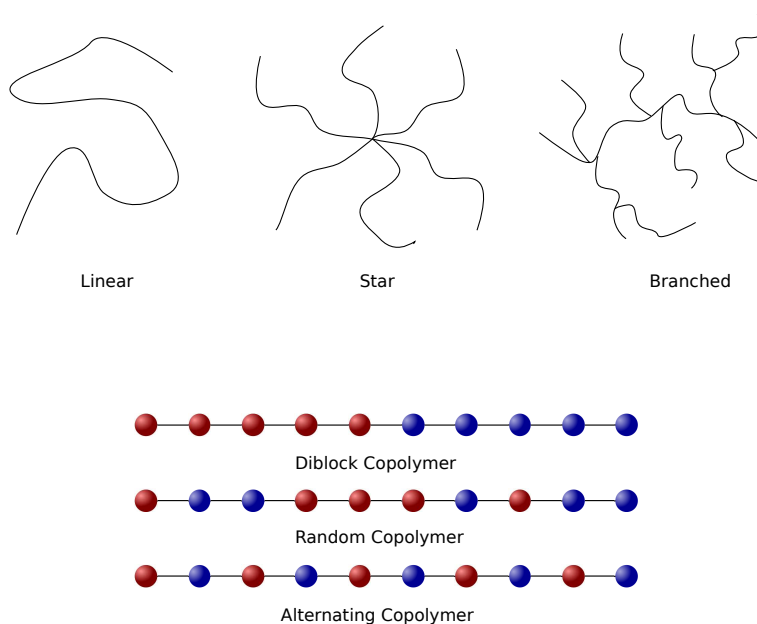 Linear
Star
Branched
Diblock Copolymer
Random Copolymer
Alternating Copolymer